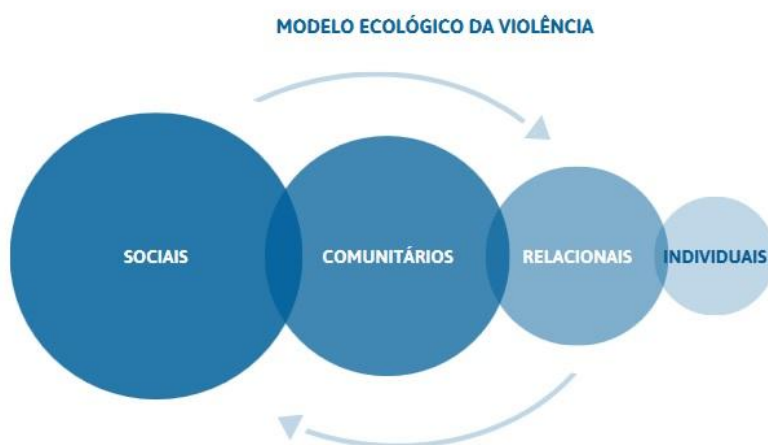 MODELO ECOLÓGICO DA VIOLÊNCIA
SOCIAIS
COMUNITÁRIOS
RELACIONAIS
INDIVIDUAIS